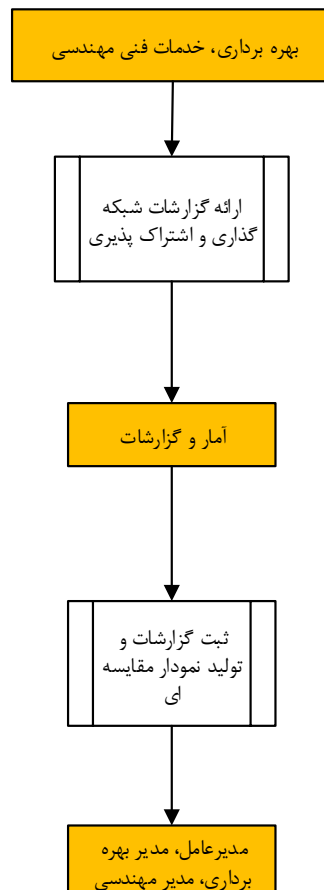 بهره برداری، خدمات فنی مهندسی
ارائه گزارشات شبکه
گذاری و اشتراک پذیری
آمار و گزارشات
ثبت گزارشات و
تولید نمودار مقایسه
ای
مدیرعامل، مدیر بهره
برداری، مدیر مهندسی